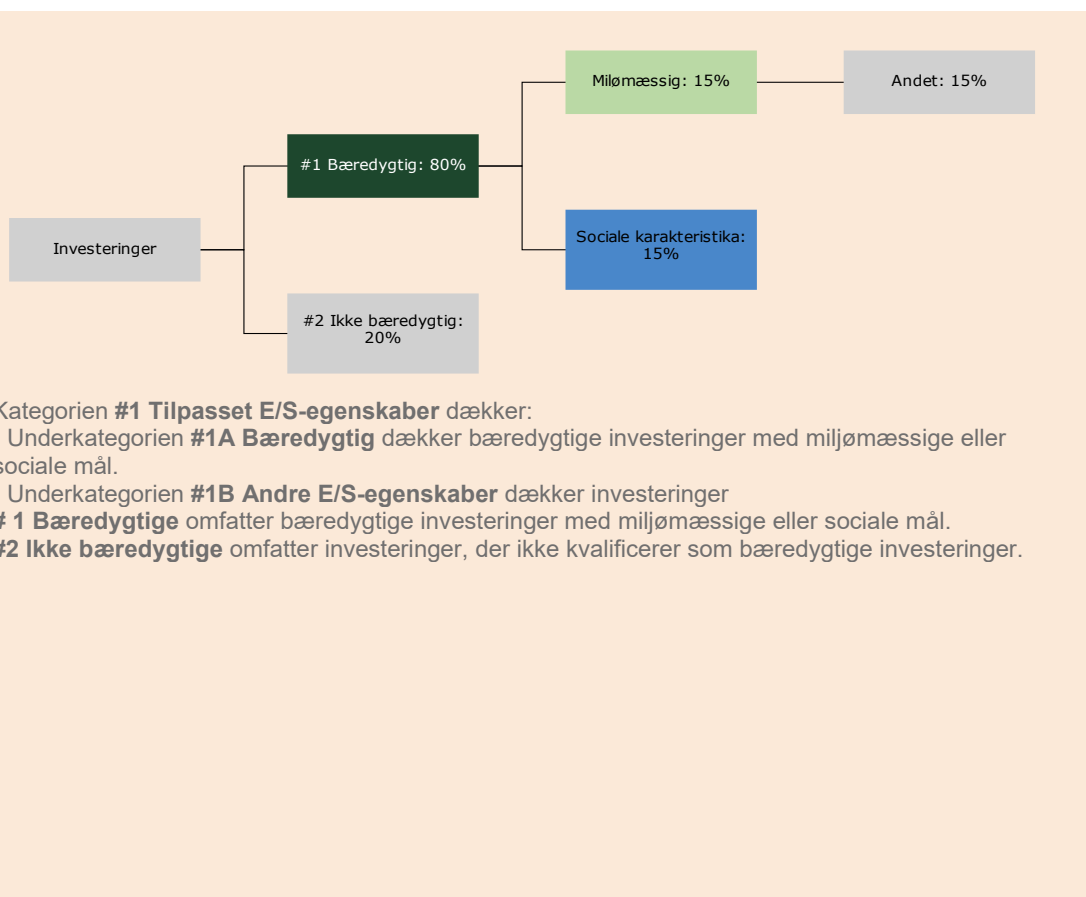 Milømæssig: 15%
Andet: 15%
#1 Bæredygtig: 80%
Sociale karakteristika:
15%
Investeringer
#2 Ikke bæredygtig:
20%
Kategorien #1 Tilpasset E/S-egenskaber dækker:
Underkategorien #1A Bæredygtig dækker bæredygtige investeringer med miljømæssige eller
sociale mål.
Underkategorien #1B Andre E/S-egenskaber dækker investeringer
# 1 Bæredygtige omfatter bæredygtige investeringer med miljømæssige eller sociale mål.
#2 Ikke bæredygtige omfatter investeringer, der ikke kvalificerer som bæredygtige investeringer.